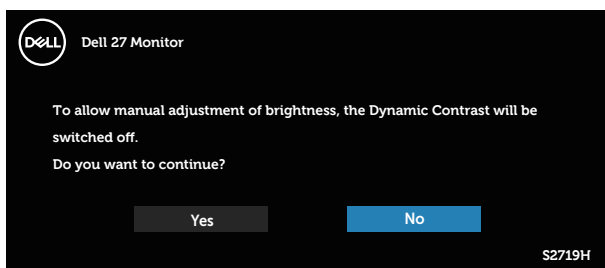 DELL
Dell 27 Monitor
To allow manual adjustment of brightness, the Dynamic Contrast will be
switched off.
Do you want to continue?
Yes No
S2719H